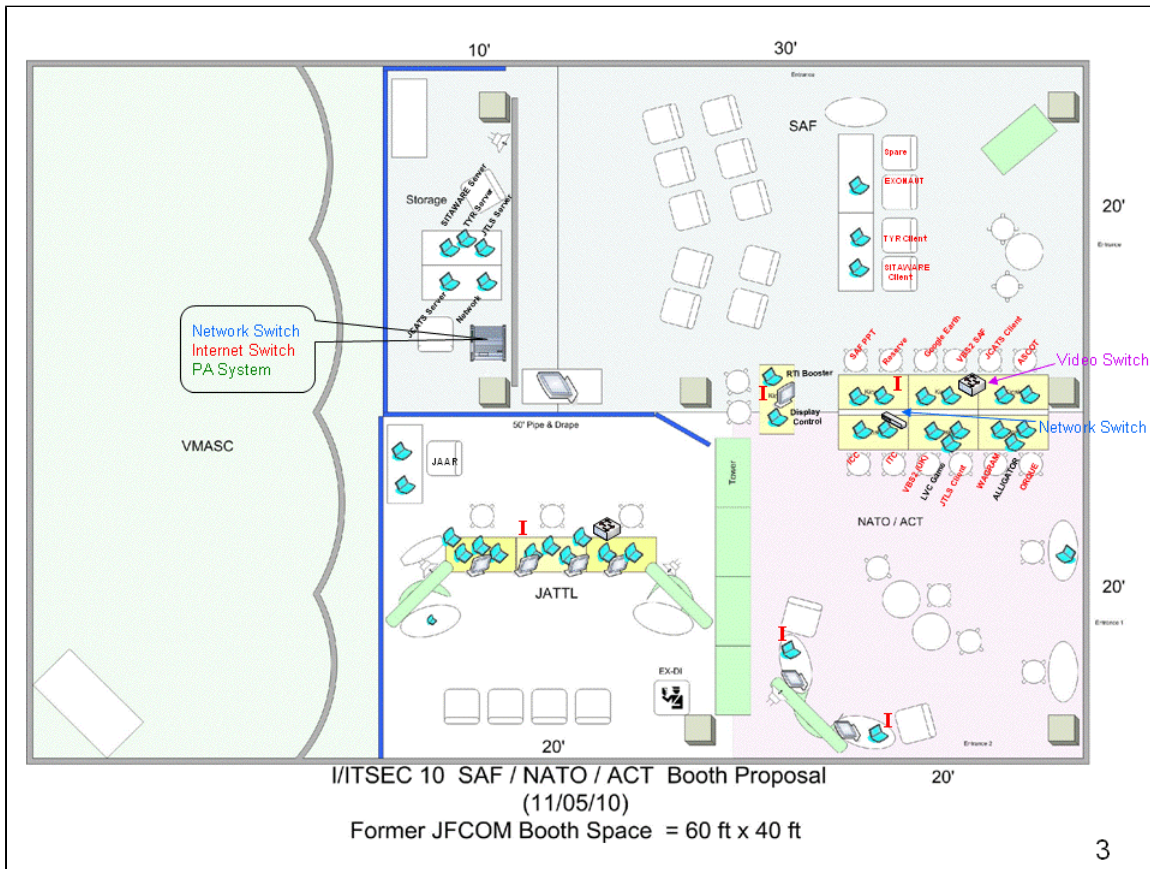 10'
30'
Entrance
SAF
Spare
EXONAUT
TYR Client
SITAWARE
Client
20'
Entrance
Storage
SITAWARE Server
TYR Server
JTLS Server
JCATS Server
Network
Network Switch
Internet Switch
PA System
VMASC
SAF PPT
Reserve
Google Earth
VBS2 SAF
JCATS Client
ASCOT
Video Switch
Network Switch
I
RTI Booster
I
Display
Control
50' Pipe & Drape
JAAR
Tower
ICC
ITC
VBS2 (UK)
LVC Game
JTLS Client
WAGRAM
ALLIGATOR
ORQUE
NATO / ACT
I
JATTL
20'
Entrance 1
I
EX-DI
I
Entrance 2
20'
20'
I/ITSEC 10 SAF / NATO / ACT Booth Proposal
(11/05/10)
Former JFCOM Booth Space = 60 ft x 40 ft
3